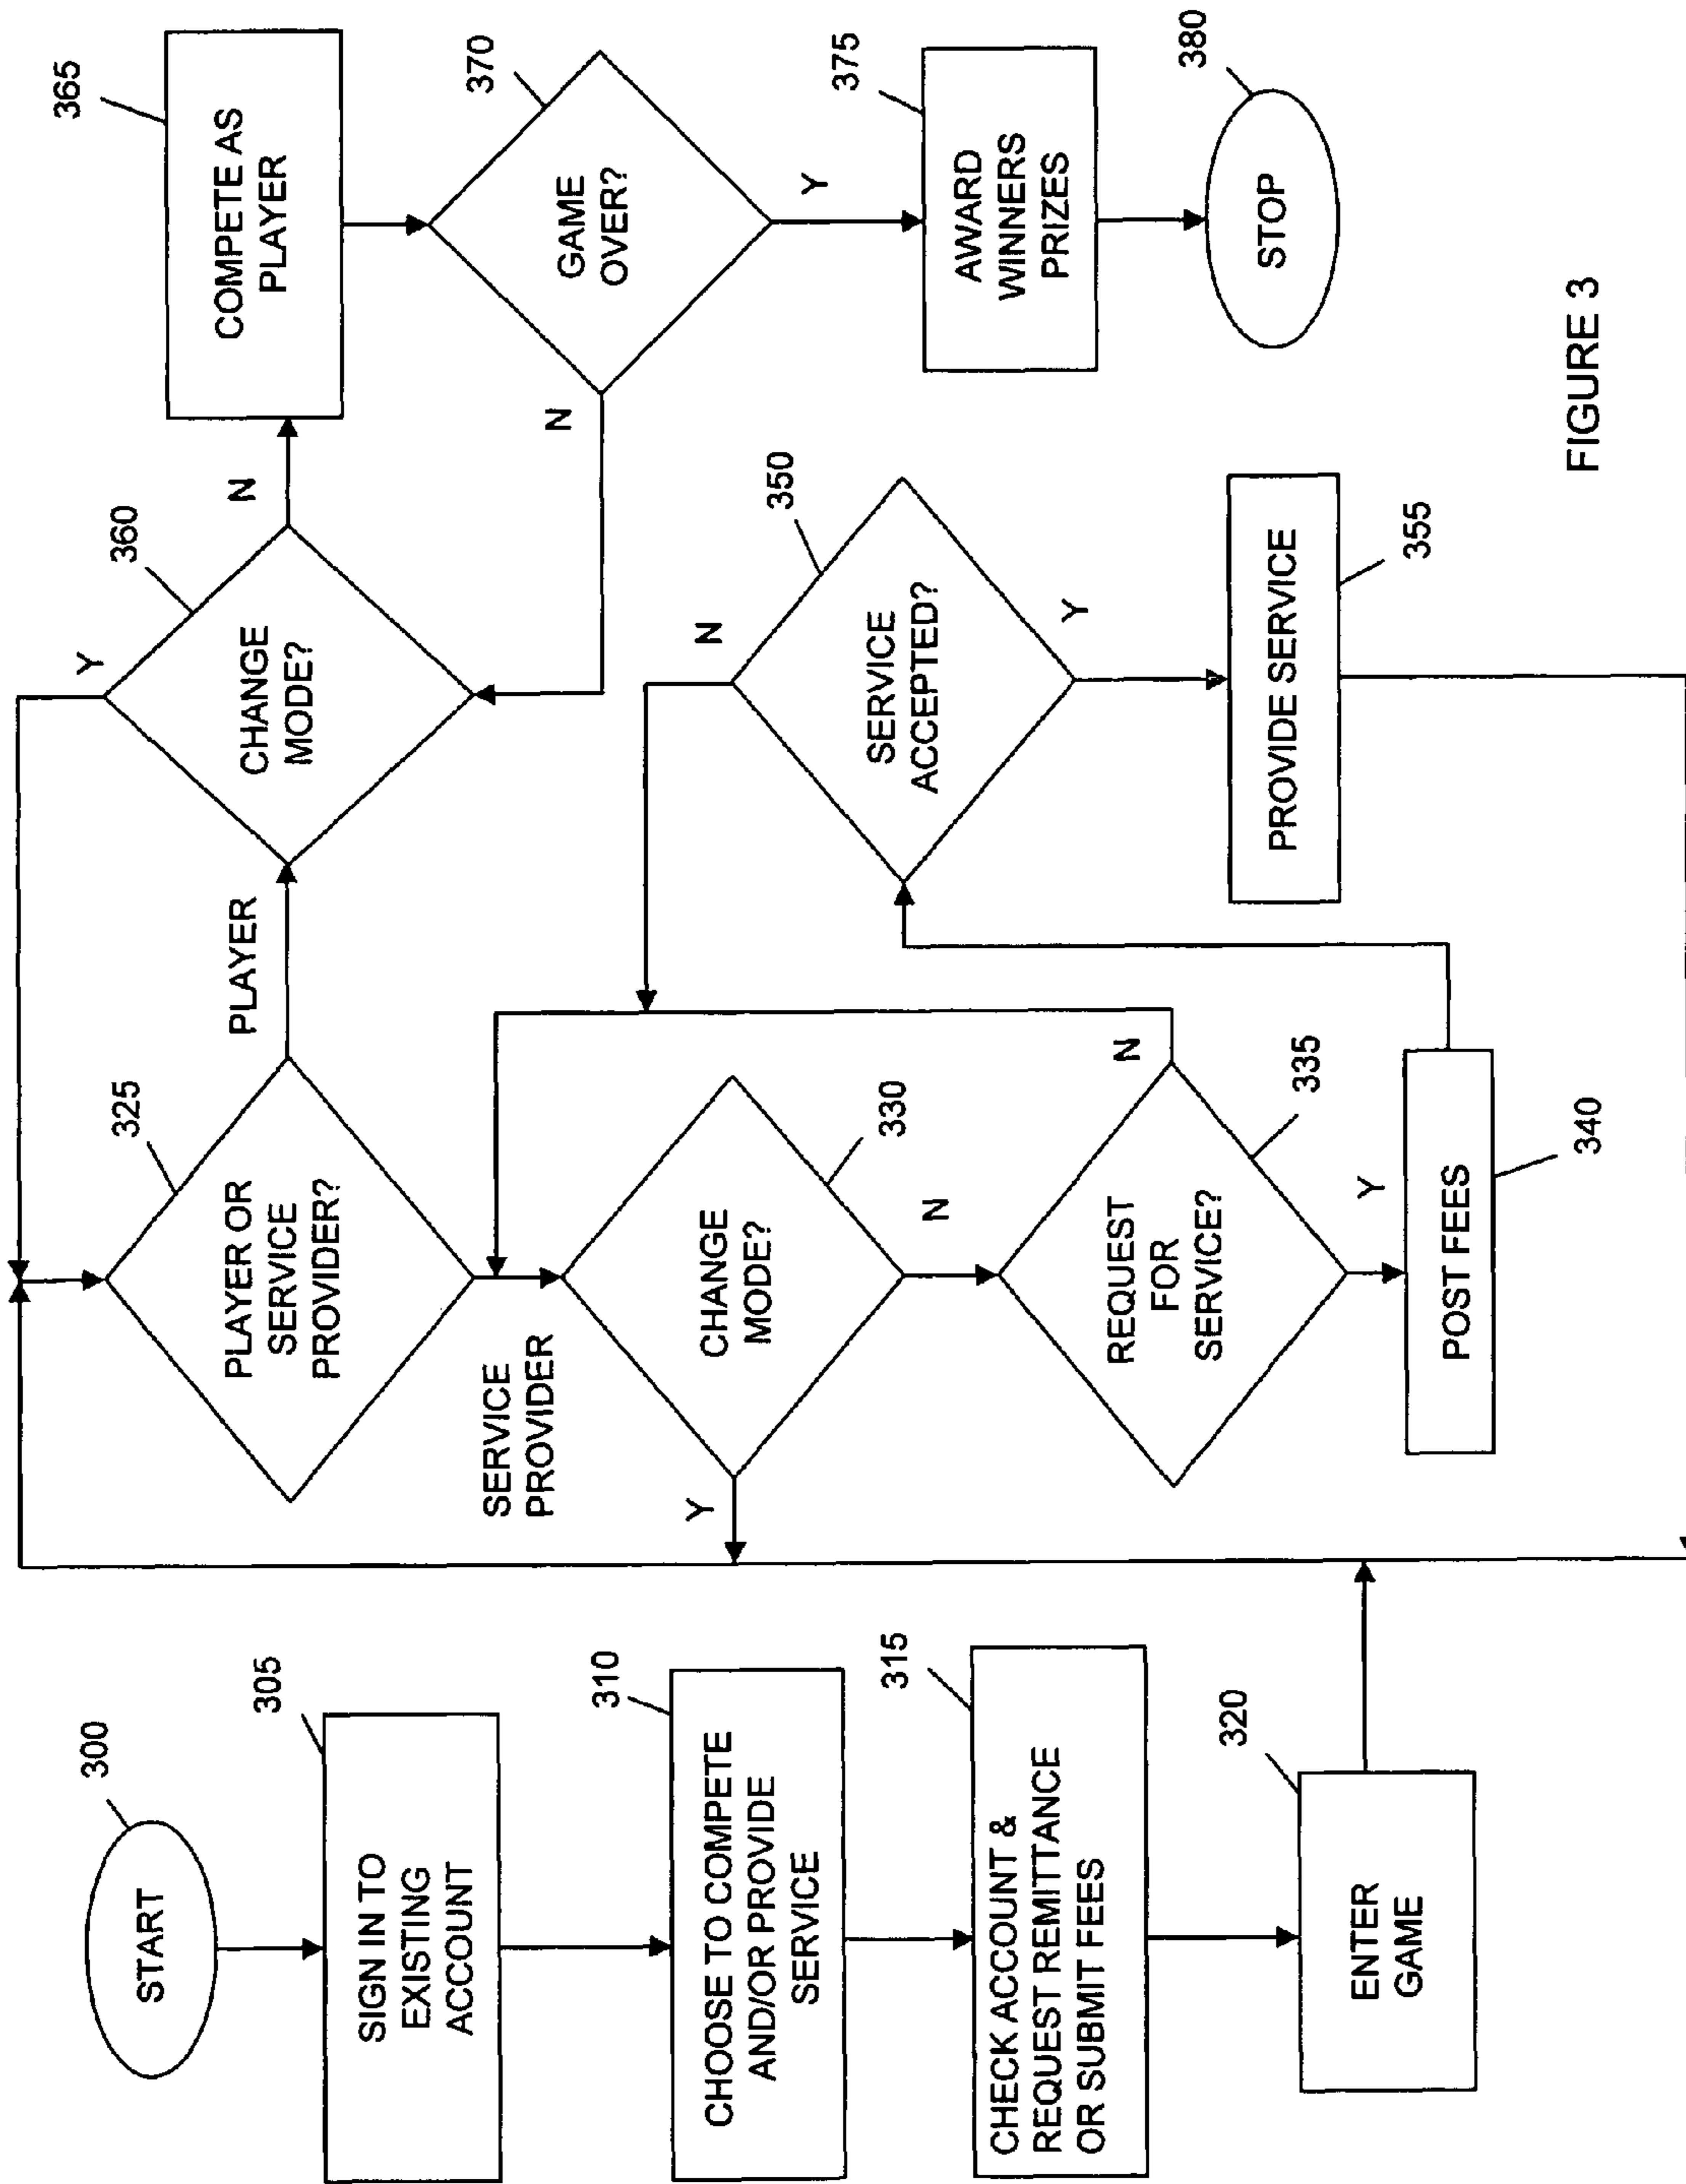 300
START
305
SIGN IN TO
EXISTING
ACCOUNT
310
CHOOSE TO COMPETE
AND/OR PROVIDE
SERVICE
315
CHECK ACCOUNT &
REQUEST REMITTANCE
OR SUBMIT FEES
320
ENTER
GAME
325
PLAYER OR
SERVICE
PROVIDER?
PLAYER
SERVICE
PROVIDER
330
CHANGE
MODE?
Y
N
335
REQUEST
FOR
SERVICE?
N
Y
340
POST FEES
350
SERVICE
ACCEPTED?
N
Y
355
PROVIDE SERVICE
360
CHANGE
MODE?
Y
N
365
COMPETE AS
PLAYER
370
GAME
OVER?
N
Y
375
AWARD
WINNERS
PRIZES
380
STOP
FIGURE 3